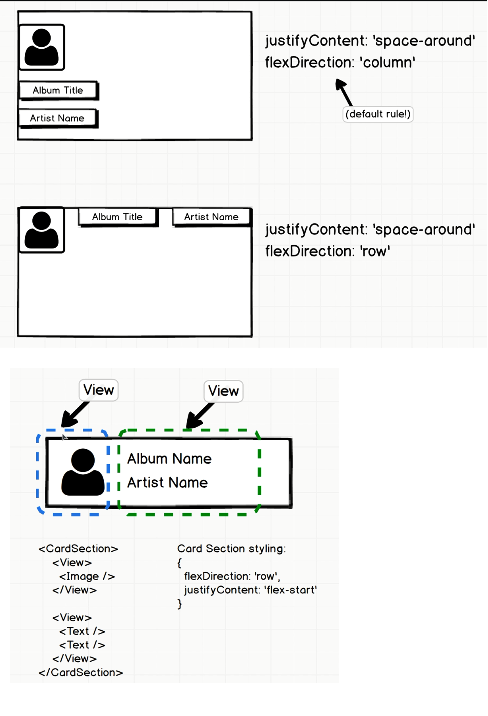 justifyContent: 'space-around'
flexDirection: 'column'
Album Title
(default rule!)
Artist Name
Album Title
Artist Name
justifyContent: 'space-around'
flexDirection: 'row'
View
View
Album Name
Artist Name
<CardSection>
<View>
<Image />
</View>
<View>
<Text />
<Text />
</View>
</CardSection>
Card Section styling:
{
flexDirection: 'row',
justifyContent: 'flex-start'
}